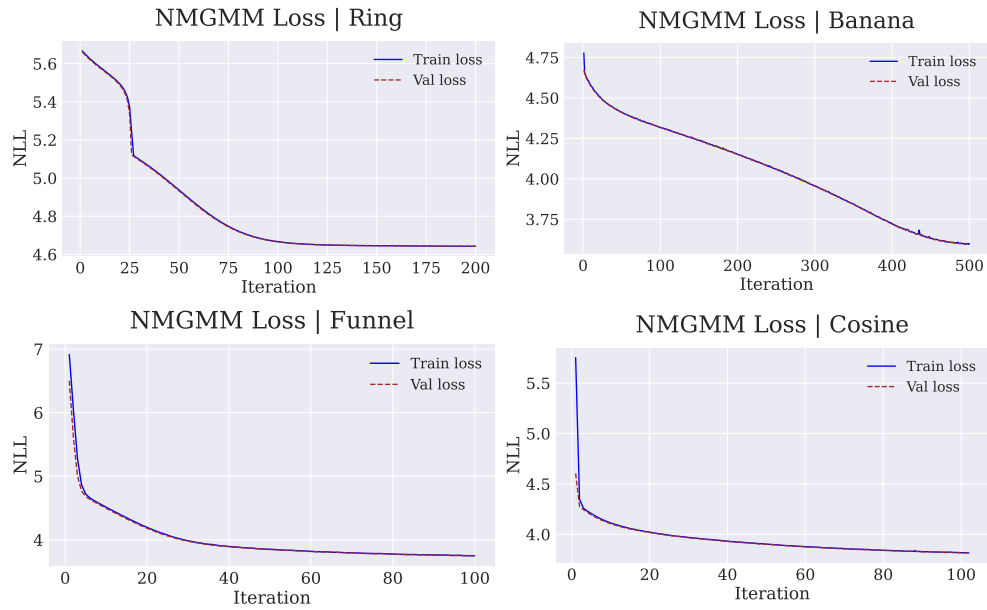 NMGMM Loss | Ring
5.6
5.4
5.2
5.0
4.8
4.6
NLL
0 25 50 75 100 125 150 175 200
Iteration
Train loss
Val loss
NMGMM Loss | Banana
4.75
4.50
4.25
4.00
3.75
NLL
0 100 200 300 400 500
Iteration
Train loss
Val loss
NMGMM Loss | Funnel
7
6
5
4
NLL
0 20 40 60 80 100
Iteration
Train loss
Val loss
NMGMM Loss | Cosine
5.5
5.0
4.5
4.0
NLL
0 20 40 60 80 100
Iteration
Train loss
Val loss